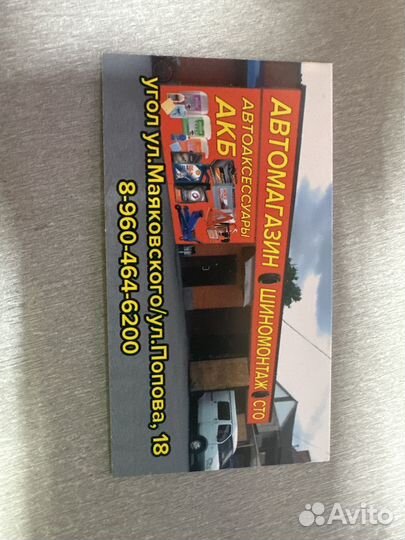 АВТОМАГАЗИН ШИНОМОНТАЖ СТО
АВТОАКСЕССУАРЫ
АКБ
угол ул.Маяковского/ул.Попова, 18
8-960-464-6200
Avito